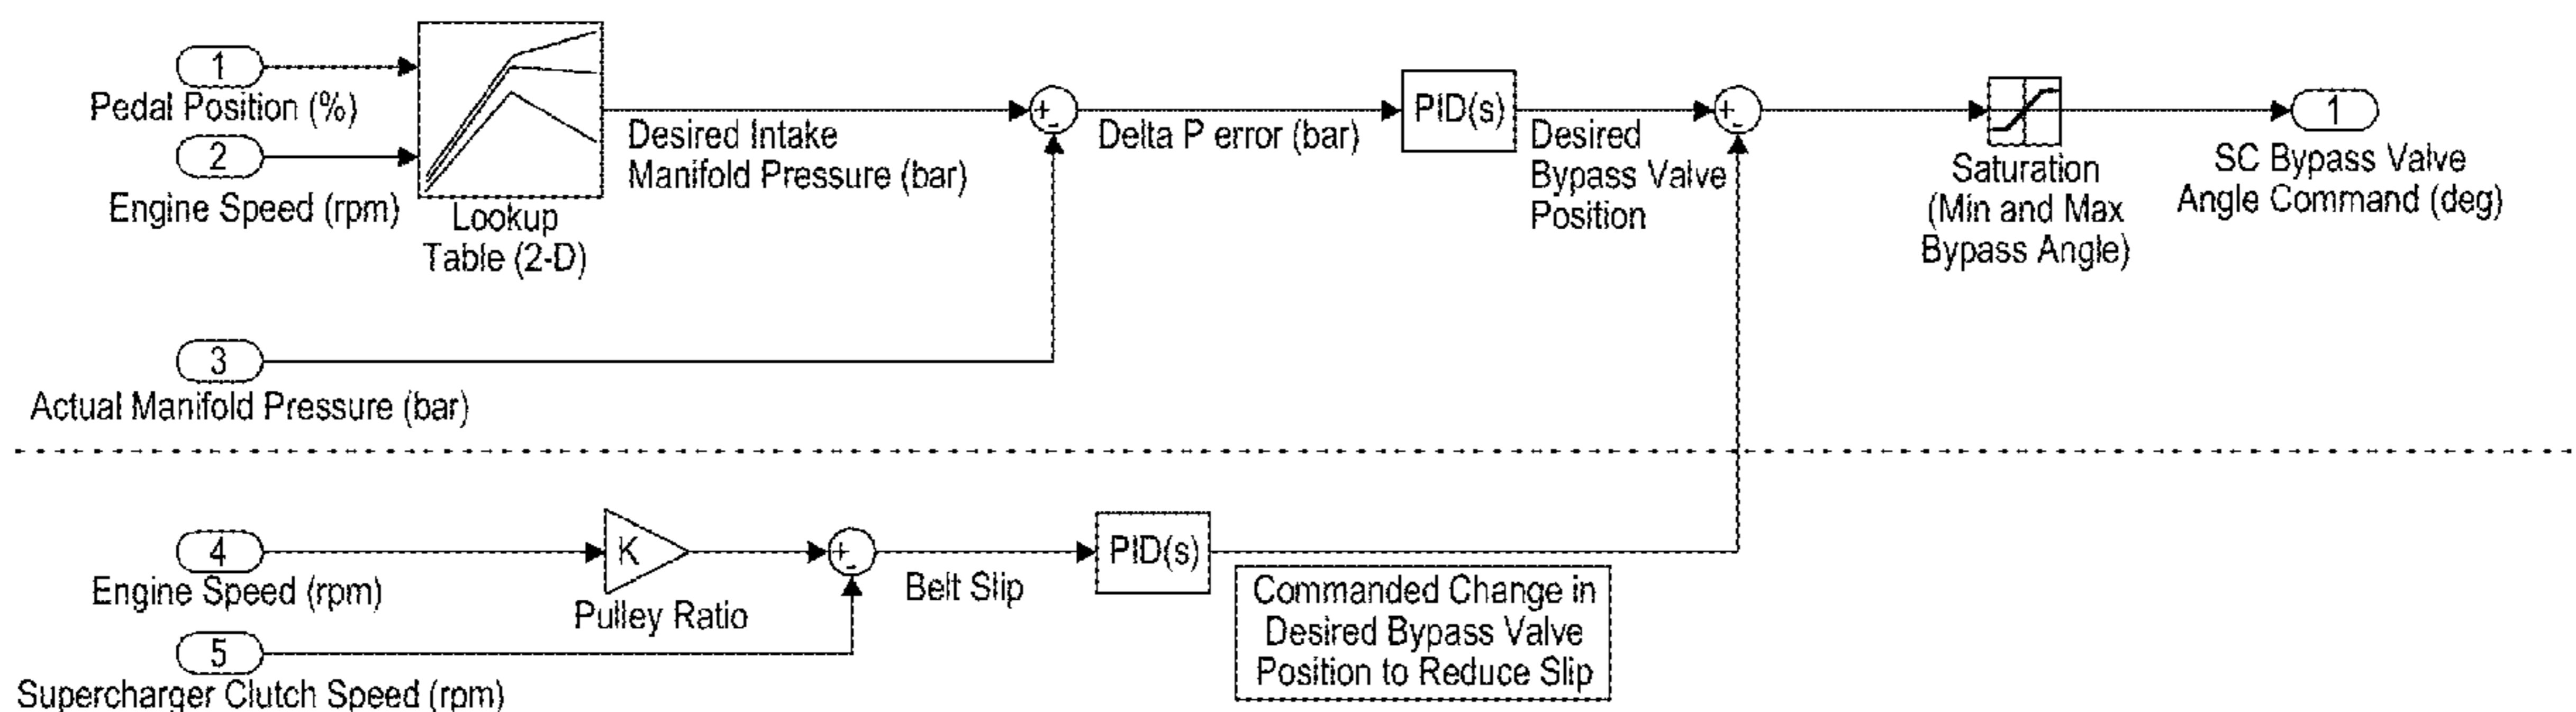 1
Pedal Position (%)
2
Engine Speed (rpm)
Lookup
Table (2-D)
Desired Intake
Manifold Pressure (bar)
+
-
Delta P error (bar)
PID(s)
Desired
Bypass Valve
Position
+
-
Saturation
(Min and Max
Bypass Angle)
1
SC Bypass Valve
Angle Command (deg)
3
Actual Manifold Pressure (bar)
4
Engine Speed (rpm)
K
Pulley Ratio
+
-
Belt Slip
PID(s)
Commanded Change in
Desired Bypass Valve
Position to Reduce Slip
5
Supercharger Clutch Speed (rpm)